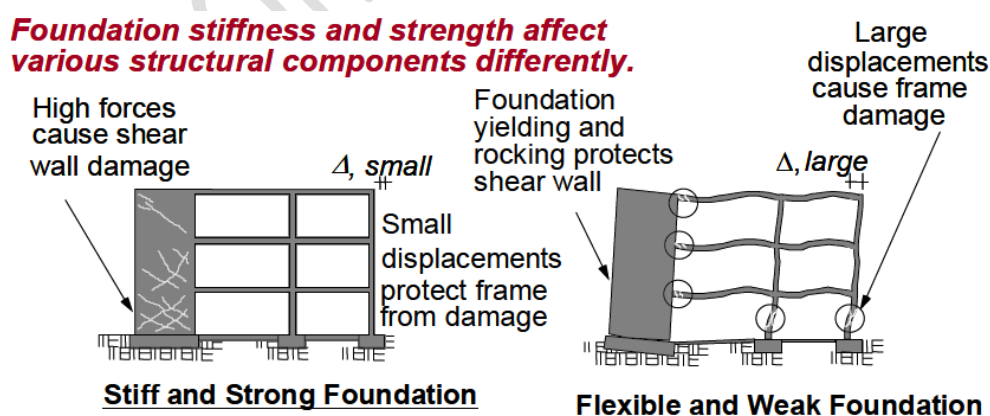 Foundation stiffness and strength affect
various structural components differently.
High forces
cause shear
wall damage
Δ, small
Small
displacements
protect frame
from damage
Stiff and Strong Foundation
Foundation
yielding and
rocking protects
shear wall
Large
displacements
cause frame
damage
Δ, large
Flexible and Weak Foundation